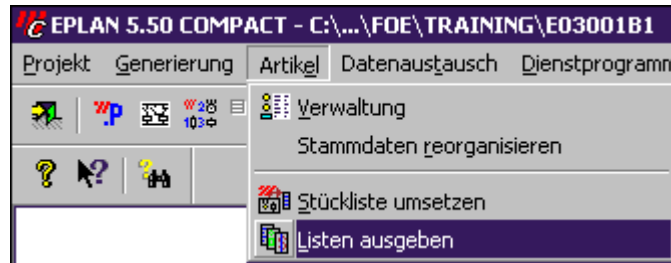 EPLAN 5.50 COMPACT - C:\...\FOE\TRAINING\E03001B1
Projekt Generierung Artikel Datenaustausch Dienstprogramm
Verwaltung
Stammdaten reorganisieren
Stückliste umsetzen
Listen ausgeben